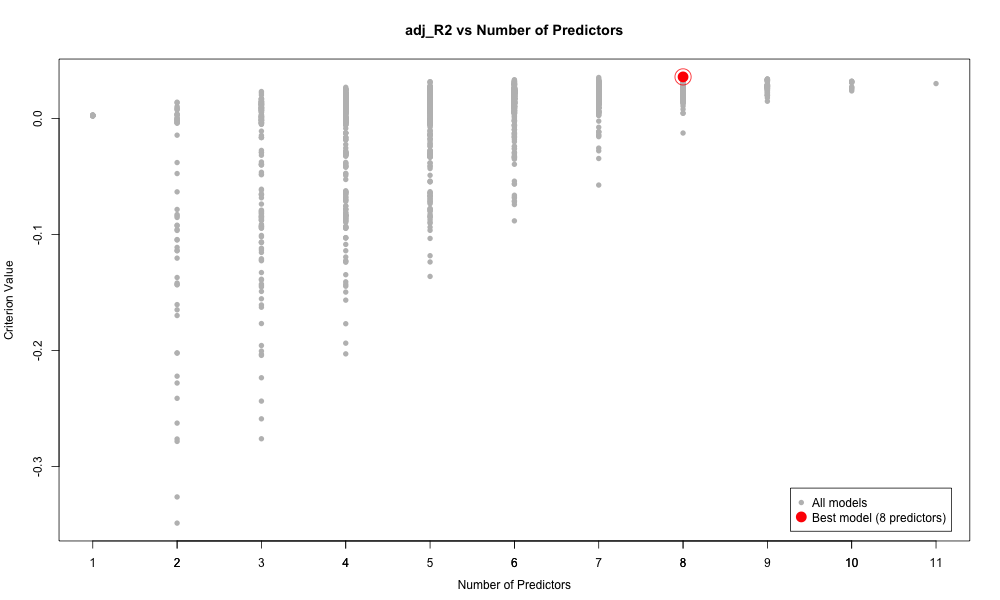 adj_R2 vs Number of Predictors
Criterion Value
0.0
-0.1
-0.2
-0.3
All models
Best model (8 predictors)
1 2 3 4 5 6 7 8 9 10 11
Number of Predictors